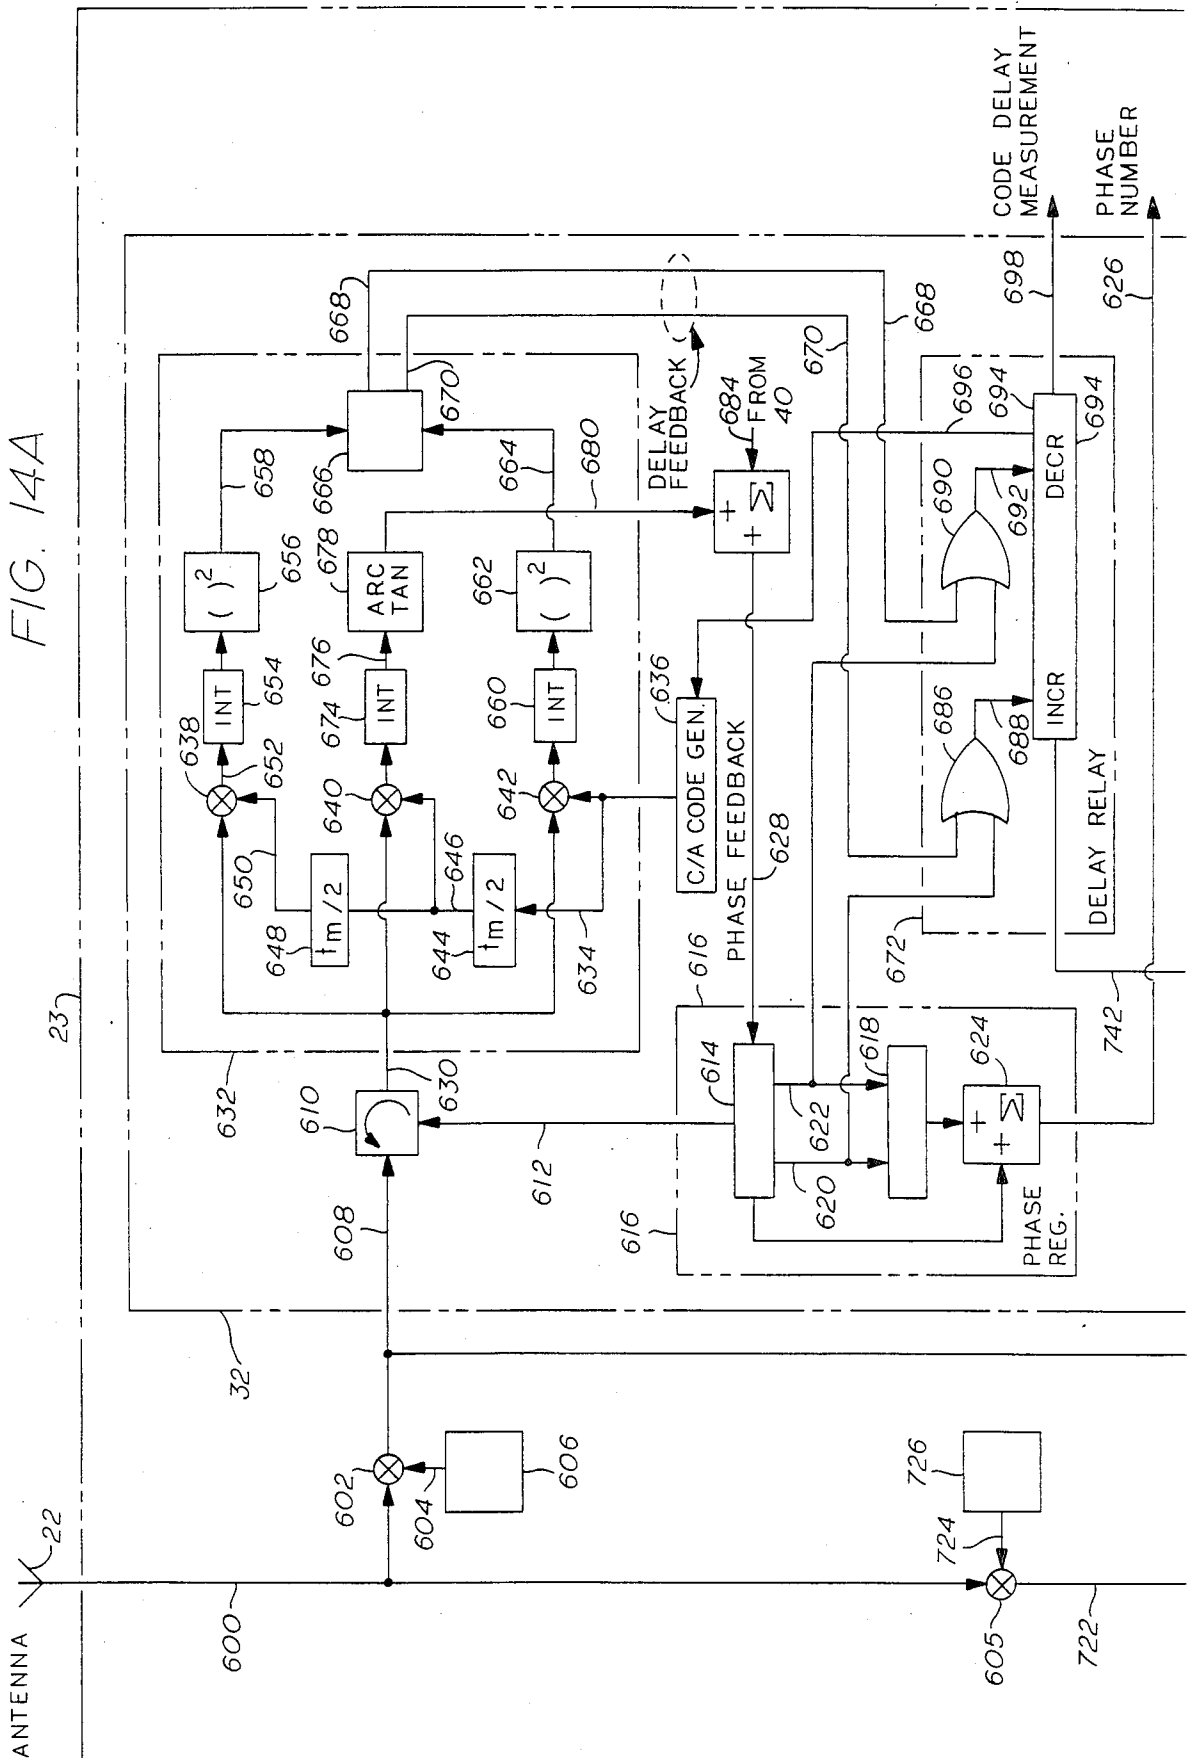 FIG. 14A
ANTENNA
22
23
600
602
604
606
605
724
726
722
32
608
610
612
630
632
634
644
tm/2
646
648
tm/2
650
638
652
654
INT
656
( )²
658
640
674
INT
676
678
ARC
TAN
680
642
660
INT
662
( )²
664
666
668
670
DELAY
FEEDBACK
684
FROM
40
+
+ Σ
636
C/A CODE GEN.
PHASE FEEDBACK
628
616
616
614
618
620
622
624
+
+ Σ
PHASE
REG.
672
DELAY RELAY
686
688
690
692
694
694
696
INCR
DECR
670
668
698
CODE DELAY
MEASUREMENT
626
PHASE
NUMBER
742